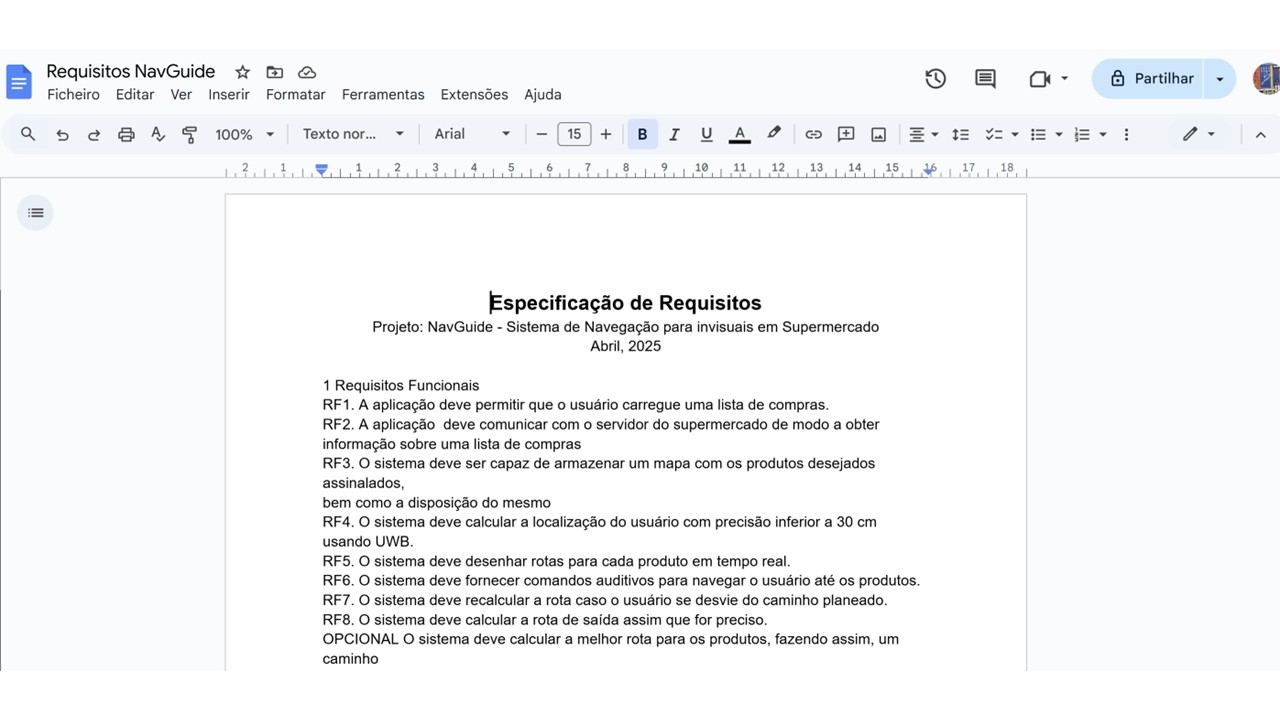 Requisitos NavGuide
Ficheiro Editar Ver Inserir Formatar Ferramentas Extensões Ajuda
Partilhar
100% Texto nor... Arial 15 B I U A
2 1 1 2 3 4 5 6 7 8 9 10 11 12 13 14 15 16 17 18
Especificação de Requisitos
Projeto: NavGuide - Sistema de Navegação para invisuais em Supermercado
Abril, 2025
1 Requisitos Funcionais
RF1. A aplicação deve permitir que o usuário carregue uma lista de compras.
RF2. A aplicação  deve comunicar com o servidor do supermercado de modo a obter
informação sobre uma lista de compras
RF3. O sistema deve ser capaz de armazenar um mapa com os produtos desejados
assinalados,
bem como a disposição do mesmo
RF4. O sistema deve calcular a localização do usuário com precisão inferior a 30 cm
usando UWB.
RF5. O sistema deve desenhar rotas para cada produto em tempo real.
RF6. O sistema deve fornecer comandos auditivos para navegar o usuário até os produtos.
RF7. O sistema deve recalcular a rota caso o usuário se desvie do caminho planeado.
RF8. O sistema deve calcular a rota de saída assim que for preciso.
OPCIONAL O sistema deve calcular a melhor rota para os produtos, fazendo assim, um
caminho